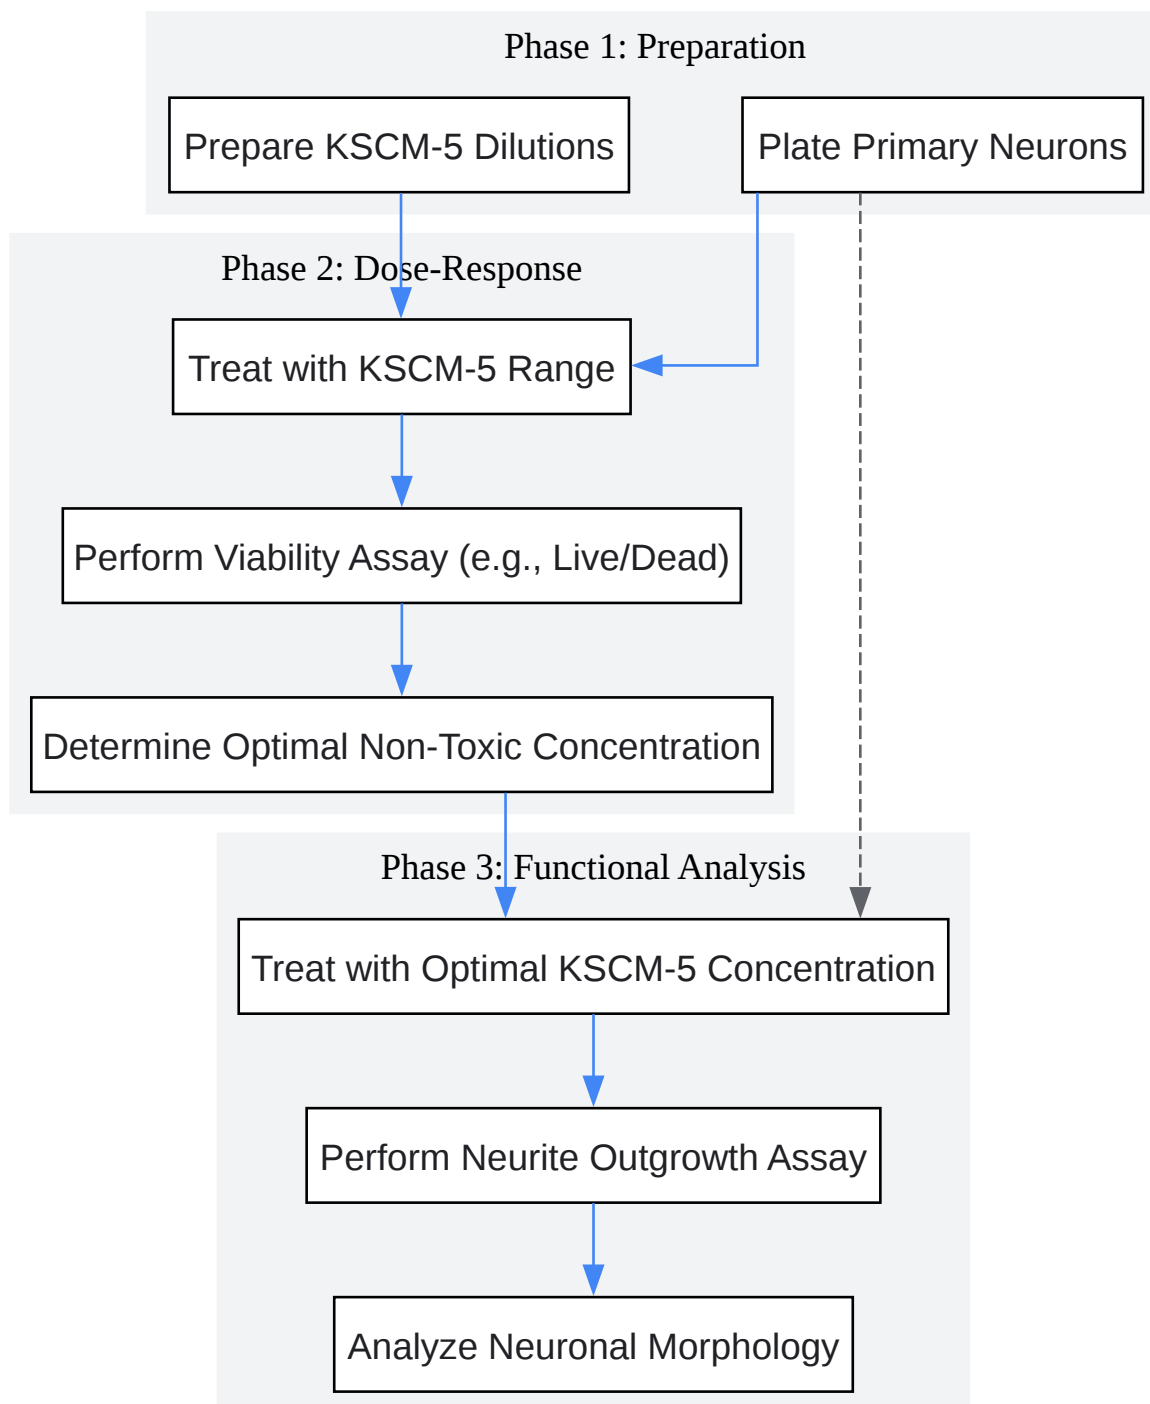 Phase 1: Preparation
Prepare KSCM-5 Dilutions
Plate Primary Neurons
Phase 2: Dose-Response
Treat with KSCM-5 Range
Perform Viability Assay (e.g., Live/Dead)
Determine Optimal Non-Toxic Concentration
Phase 3: Functional Analysis
Treat with Optimal KSCM-5 Concentration
Perform Neurite Outgrowth Assay
Analyze Neuronal Morphology